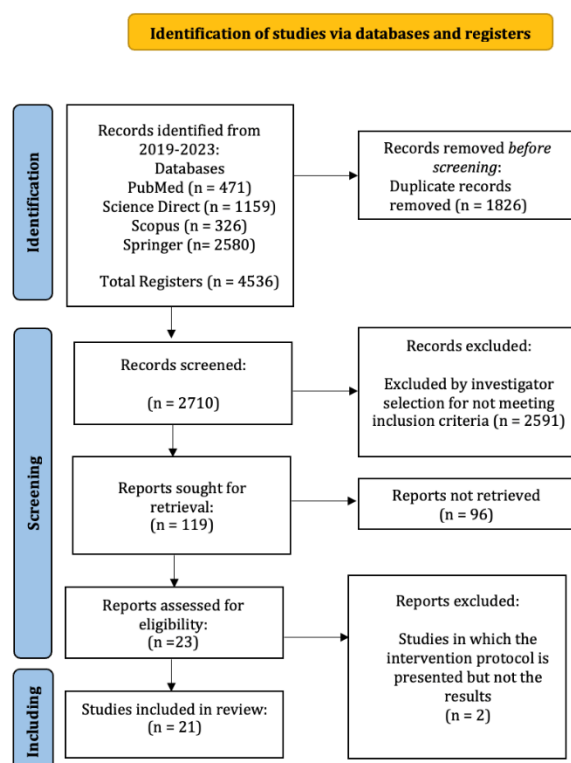 Identification of studies via databases and registers
Identification
Records identified from
2019-2023:
Databases
PubMed (n = 471)
Science Direct (n = 1159)
Scopus (n = 326)
Springer (n = 2580)
Total Registers (n = 4536)
Records removed before
screening:
Duplicate records
removed (n = 1826)
Screening
Records screened:
(n = 2710)
Records excluded:
Excluded by investigator
selection for not meeting
inclusion criteria (n = 2591)
Reports sought for
retrieval:
(n = 119)
Reports not retrieved
(n = 96)
Reports assessed for
eligibility:
(n =23)
Reports excluded:
Studies in which the
intervention protocol is
presented but not the
results
(n = 2)
Including
Studies included in review:
(n = 21)